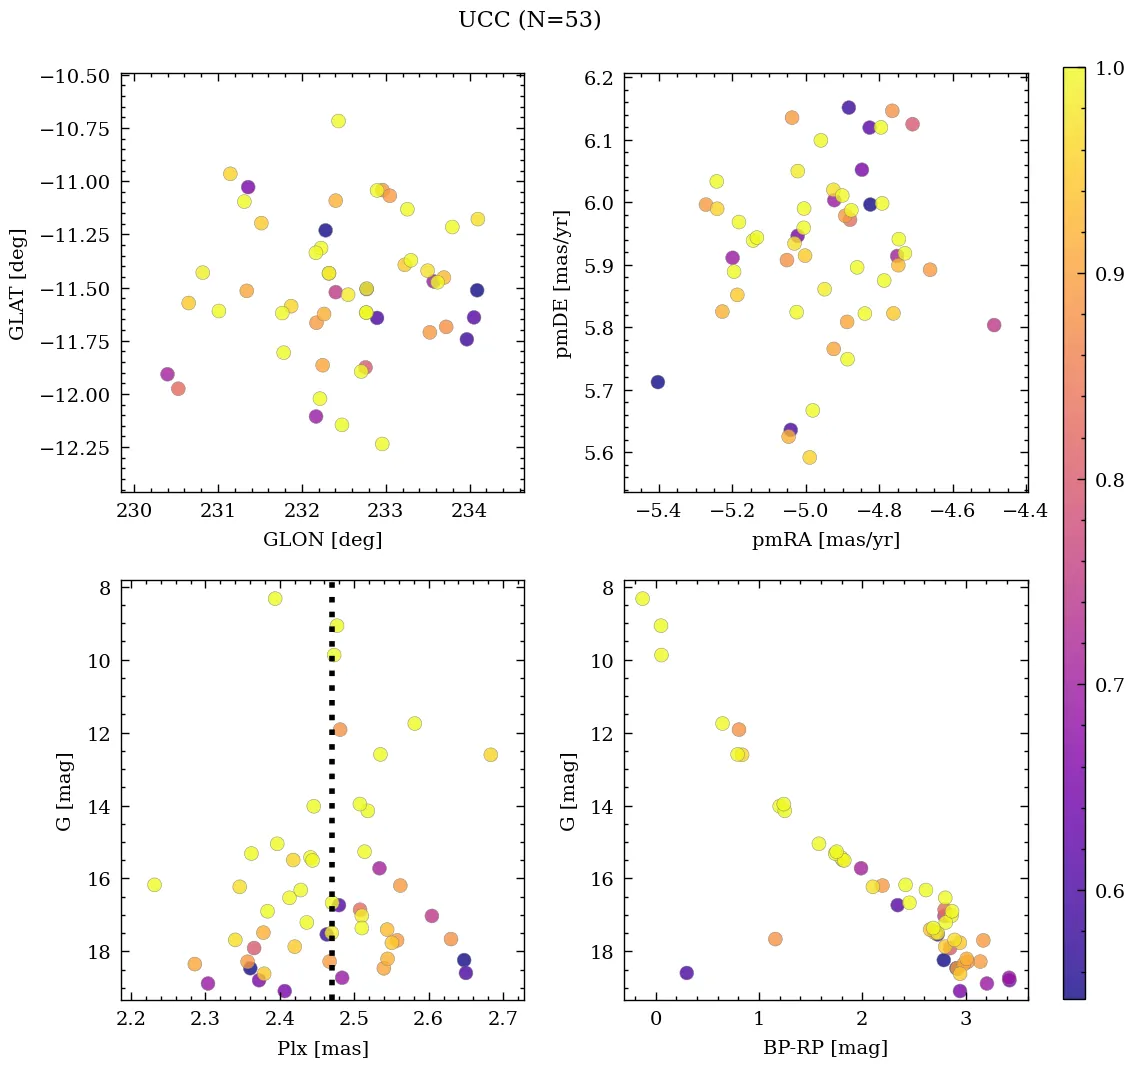 UCC (N=53)
−10.50
−10.75
−11.00
−11.25
−11.50
−11.75
−12.00
−12.25
GLAT [deg]
230 231 232 233 234
GLON [deg]
6.2
6.1
6.0
5.9
5.8
5.7
5.6
pmDE [mas/yr]
−5.4 −5.2 −5.0 −4.8 −4.6 −4.4
pmRA [mas/yr]
8
10
12
14
16
18
G [mag]
2.2 2.3 2.4 2.5 2.6 2.7
Plx [mas]
8
10
12
14
16
18
G [mag]
0 1 2 3
BP-RP [mag]
1.0
0.9
0.8
0.7
0.6